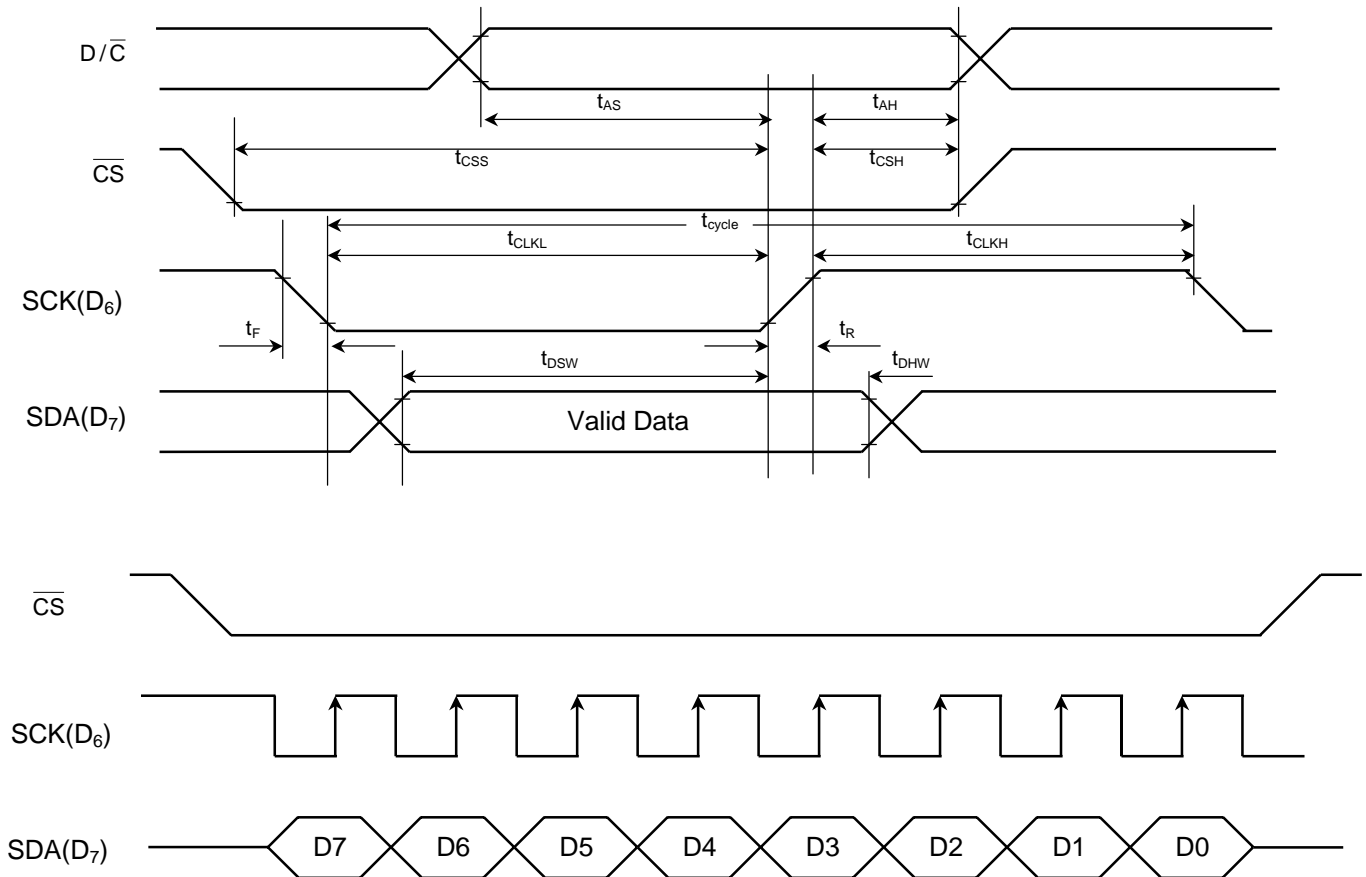 D/C̅
t_AS
t_AH
C̅S̅
t_CSS
t_CSH
t_cycle
t_CLKL
t_CLKH
SCK(D₆)
t_F
t_R
t_DSW
t_DHW
SDA(D₇)
Valid Data
C̅S̅
SCK(D₆)
SDA(D₇)
D7 D6 D5 D4 D3 D2 D1 D0